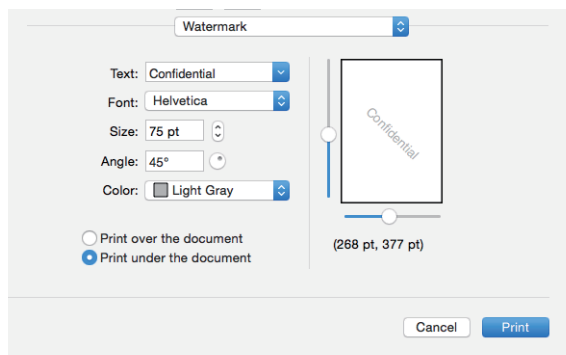 Watermark
Text: Confidential
Font: Helvetica
Size: 75 pt
Angle: 45°
Color: Light Gray
Print over the document
Print under the document
Confidential
(268 pt, 377 pt)
Cancel Print